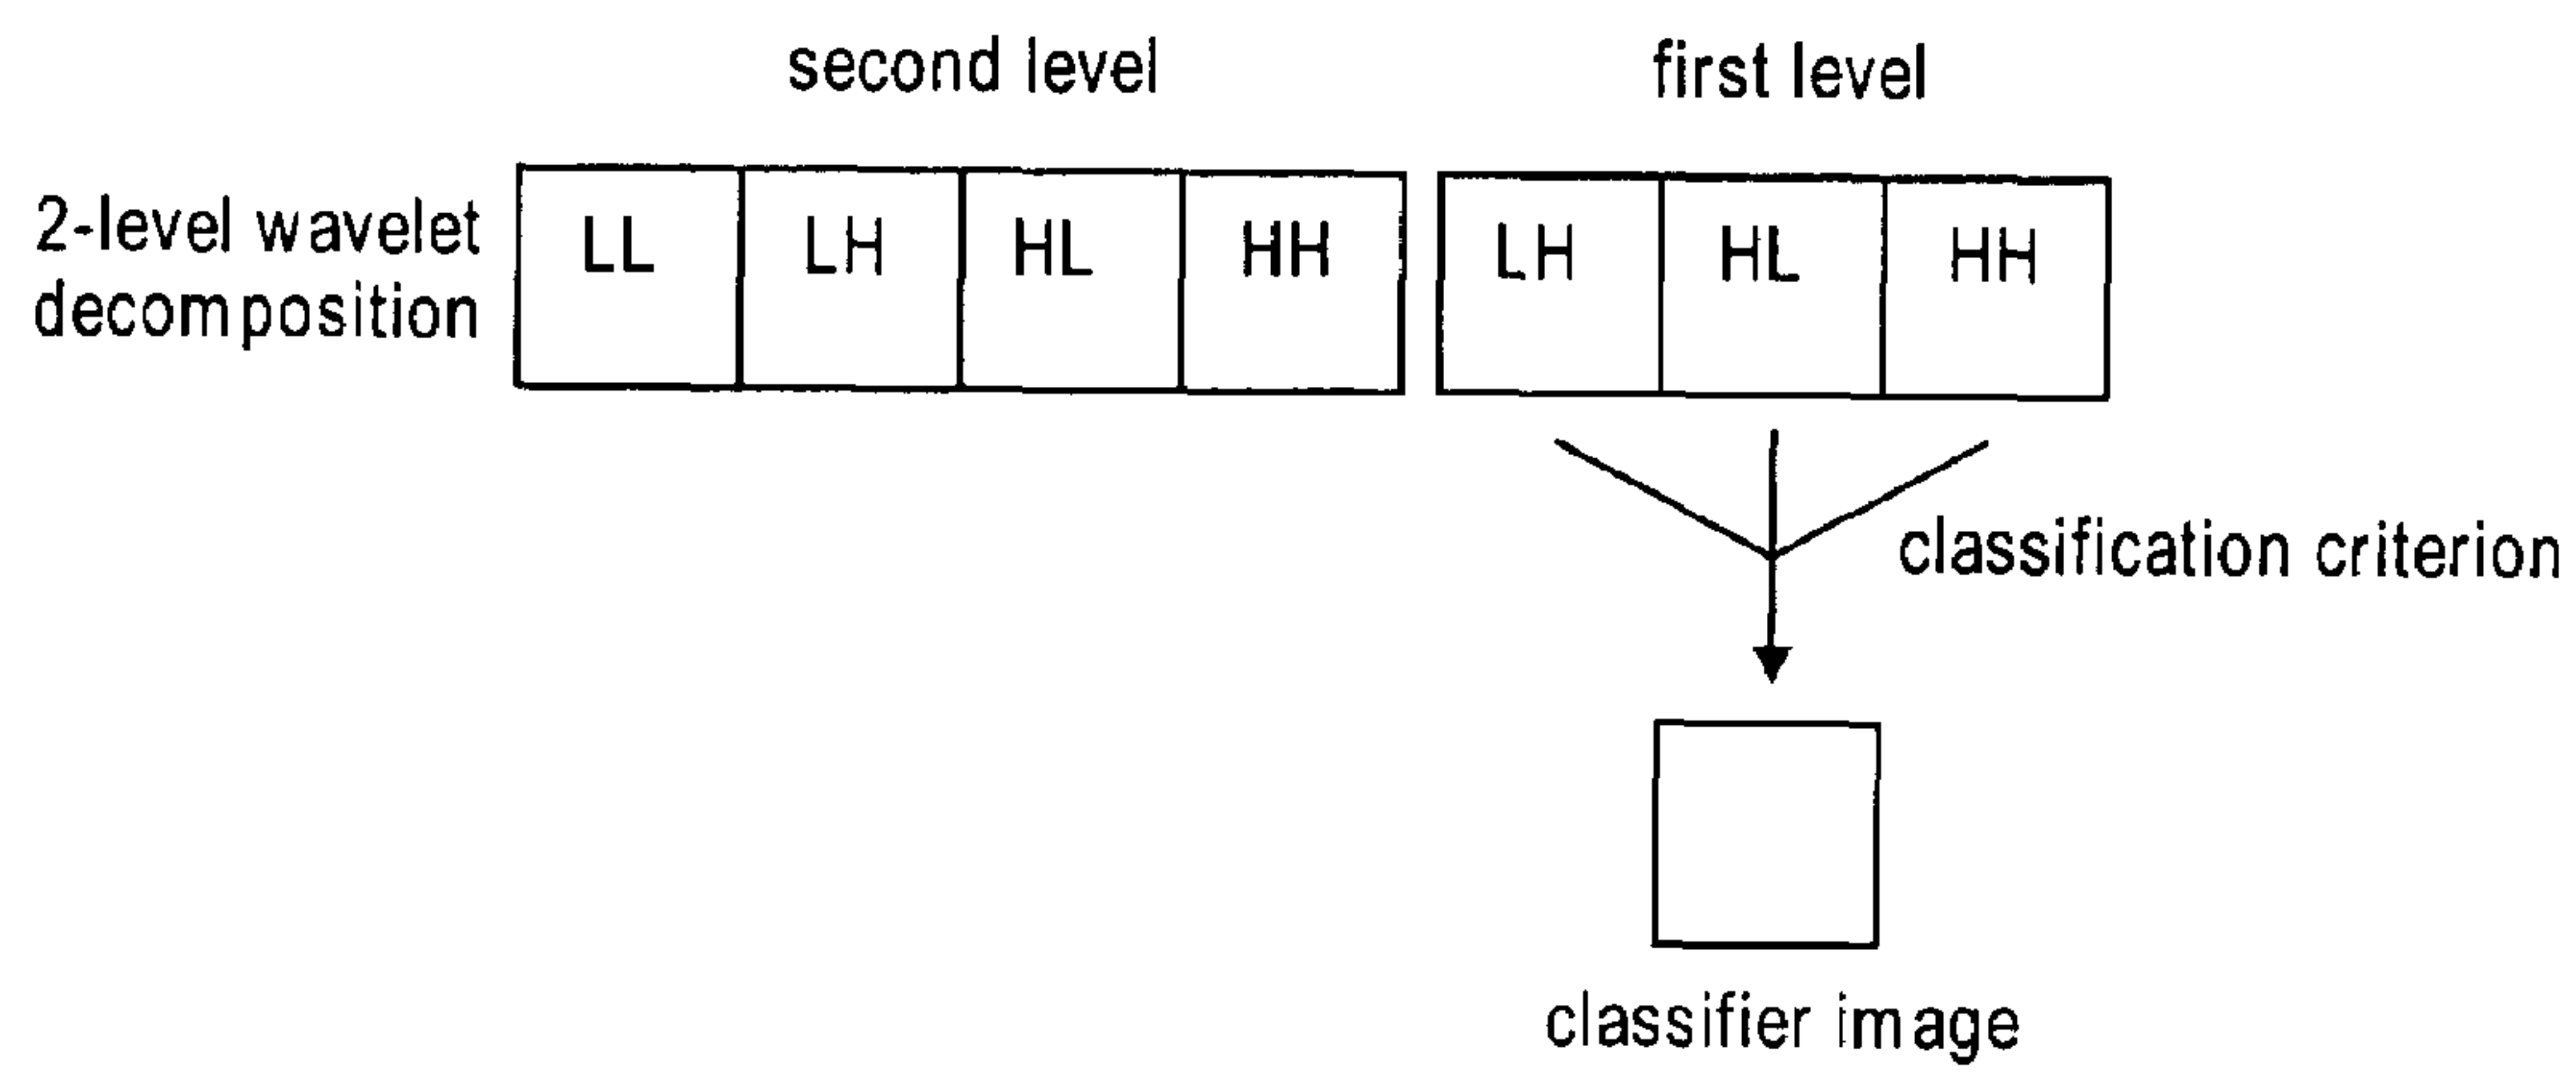 second level
first level
2-level wavelet
decomposition
LL LH HL HH LH HL HH
classification criterion
classifier image